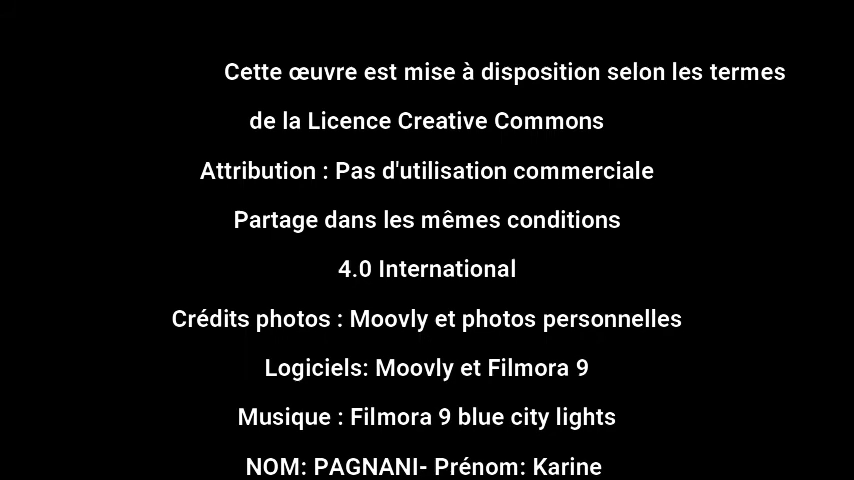 Cette œuvre est mise à disposition selon les termes
de la Licence Creative Commons
Attribution : Pas d'utilisation commerciale
Partage dans les mêmes conditions
4.0 International
Crédits photos : Moovly et photos personnelles
Logiciels: Moovly et Filmora 9
Musique : Filmora 9 blue city lights
NOM: PAGNANI- Prénom: Karine